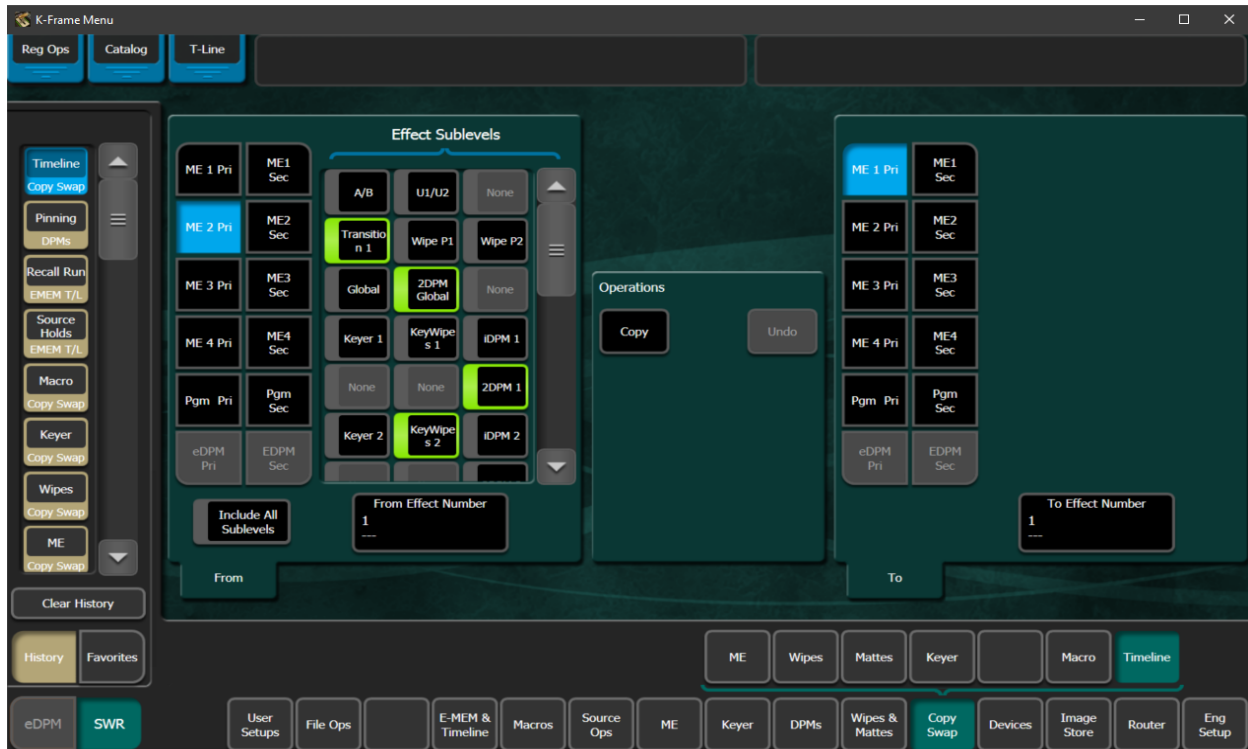 K-Frame Menu
Reg Ops
Catalog
T-Line
Timeline
Copy Swap
Pinning
DPMs
Recall Run
EMEM T/L
Source
Holds
EMEM T/L
Macro
Copy Swap
Keyer
Copy Swap
Wipes
Copy Swap
ME
Copy Swap
Clear History
History
Favorites
eDPM
SWR
Effect Sublevels
ME 1 Pri
ME1
Sec
ME 2 Pri
ME2
Sec
ME 3 Pri
ME3
Sec
ME 4 Pri
ME4
Sec
Pgm Pri
Pgm
Sec
eDPM
Pri
EDPM
Sec
A/B
U1/U2
None
Transitio
n 1
Wipe P1
Wipe P2
Global
2DPM
Global
None
Keyer 1
KeyWipe
s 1
iDPM 1
None
None
2DPM 1
Keyer 2
KeyWipe
s 2
iDPM 2
Include All
Sublevels
From Effect Number
1
---
From
Operations
Copy
Undo
ME 1 Pri
ME1
Sec
ME 2 Pri
ME2
Sec
ME 3 Pri
ME3
Sec
ME 4 Pri
ME4
Sec
Pgm Pri
Pgm
Sec
eDPM
Pri
EDPM
Sec
To Effect Number
1
---
To
ME
Wipes
Mattes
Keyer
Macro
Timeline
User
Setups
File Ops
E-MEM &
Timeline
Macros
Source
Ops
ME
Keyer
DPMs
Wipes &
Mattes
Copy
Swap
Devices
Image
Store
Router
Eng
Setup